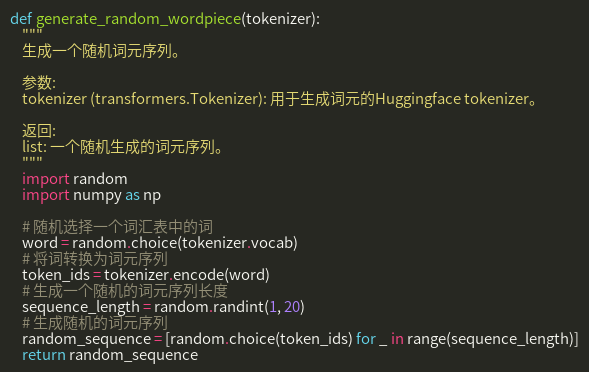 def generate_random_wordpiece(tokenizer):
"""
生成一个随机词元序列。
参数:
tokenizer (transformers.Tokenizer): 用于生成词元的Huggingface tokenizer。
返回:
list: 一个随机生成的词元序列。
"""
import random
import numpy as np
# 随机选择一个词汇表中的词
word = random.choice(tokenizer.vocab)
# 将词转换为词元序列
token_ids = tokenizer.encode(word)
# 生成一个随机的词元序列长度
sequence_length = random.randint(1, 20)
# 生成随机的词元序列
random_sequence = [random.choice(token_ids) for _ in range(sequence_length)]
return random_sequence